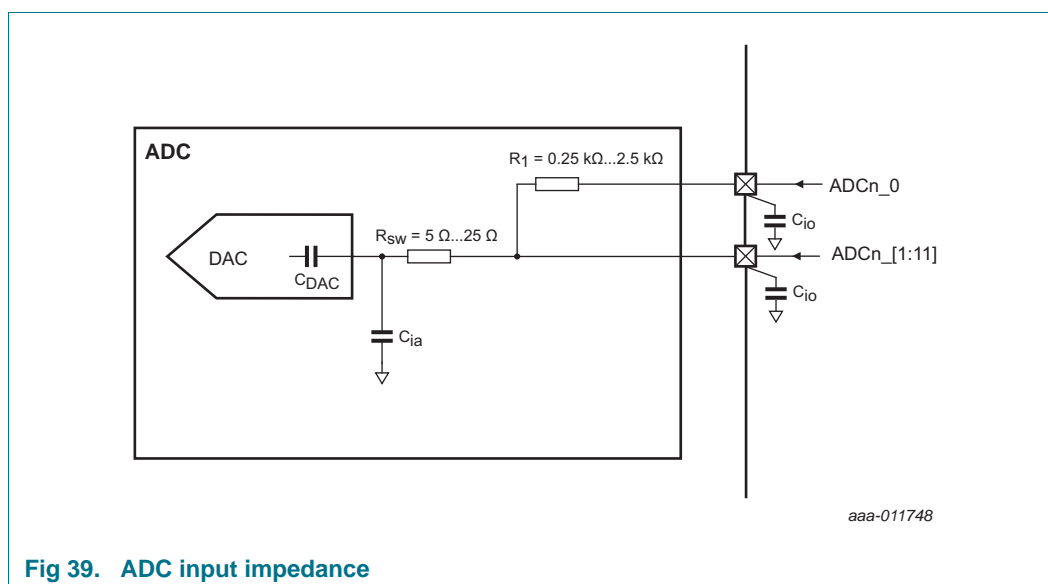 ADC
R1 = 0.25 kΩ...2.5 kΩ
ADCn_0
Cio
Rsw = 5 Ω...25 Ω
DAC
CDAC
ADCn_[1:11]
Cio
Cia
aaa-011748
Fig 39. ADC input impedance